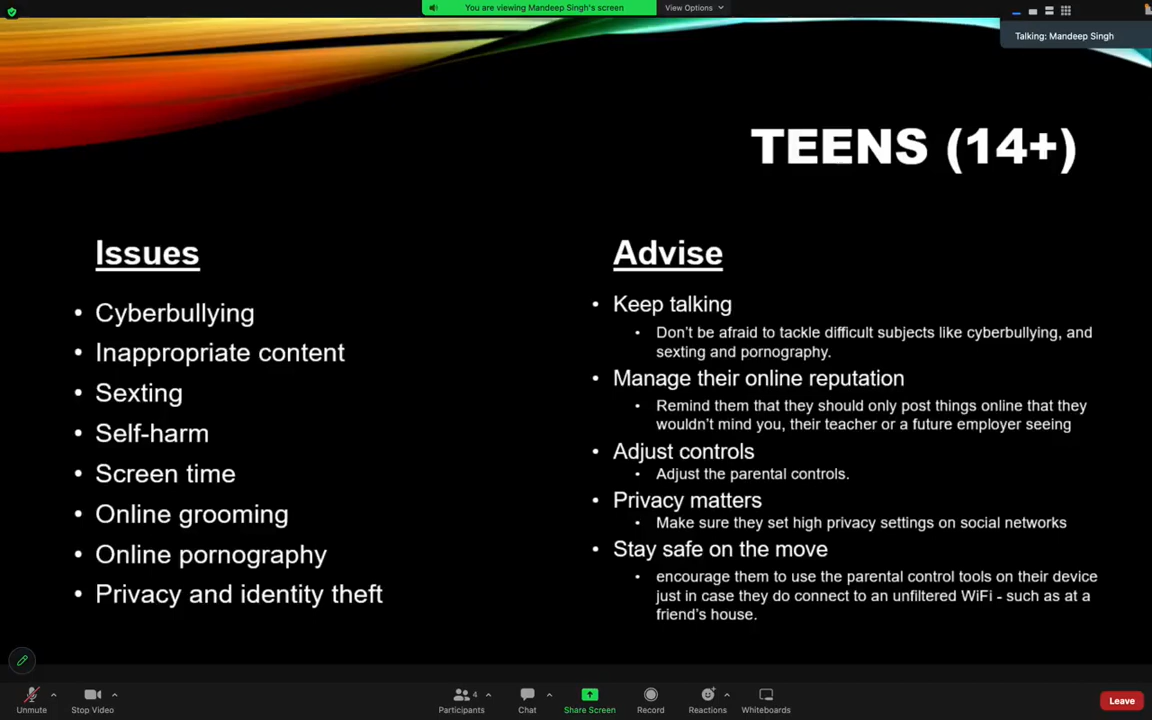 You are viewing Mandeep Singh's screen
View Options
Talking: Mandeep Singh
TEENS (14+)
Issues
• Cyberbullying
• Inappropriate content
• Sexting
• Self-harm
• Screen time
• Online grooming
• Online pornography
• Privacy and identity theft
Advise
• Keep talking
• Don't be afraid to tackle difficult subjects like cyberbullying, and
sexting and pornography.
• Manage their online reputation
• Remind them that they should only post things online that they
wouldn't mind you, their teacher or a future employer seeing
• Adjust controls
• Adjust the parental controls.
• Privacy matters
• Make sure they set high privacy settings on social networks
• Stay safe on the move
• encourage them to use the parental control tools on their device
just in case they do connect to an unfiltered WiFi - such as at a
friend's house.
Unmute
Stop Video
4
Participants
Chat
Share Screen
Record
Reactions
Whiteboards
Leave